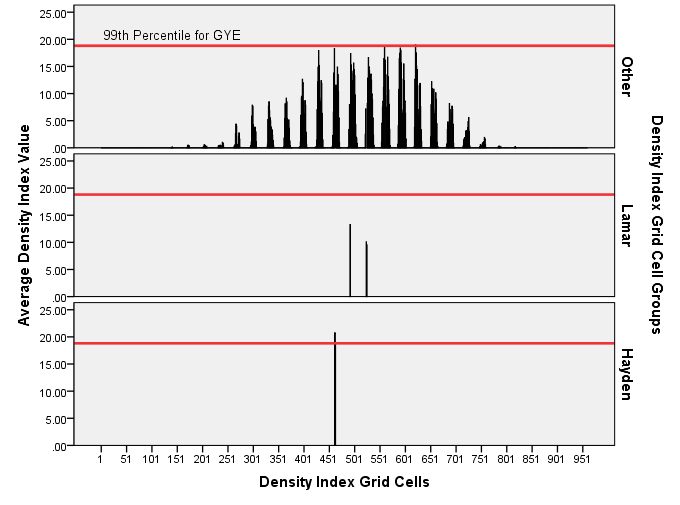 Average Density Index Value
25.00
20.00
15.00
10.00
5.00
.00
99th Percentile for GYE
Other
25.00
20.00
15.00
10.00
5.00
.00
Lamar
25.00
20.00
15.00
10.00
5.00
.00
Hayden
Density Index Grid Cell Groups
1 51 101 151 201 251 301 351 401 451 501 551 601 651 701 751 801 851 901 951
Density Index Grid Cells